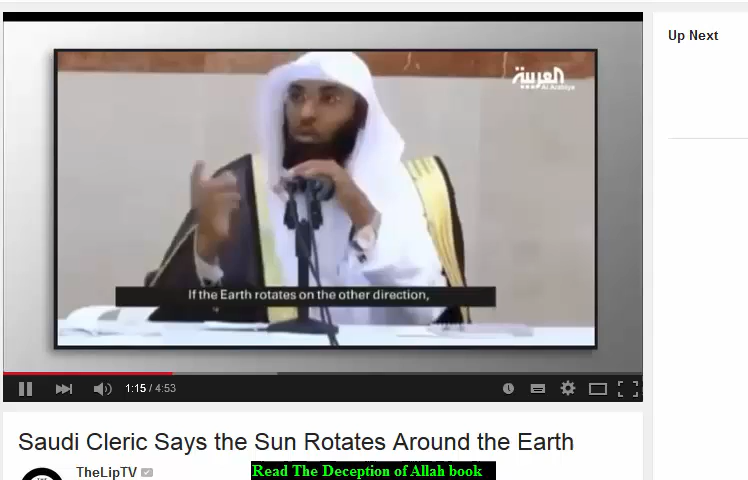 Up Next
العربية
Al Arabiya
If the Earth rotates on the other direction,
1:15 / 4:53
Saudi Cleric Says the Sun Rotates Around the Earth
TheLipTV
Read The Deception of Allah book